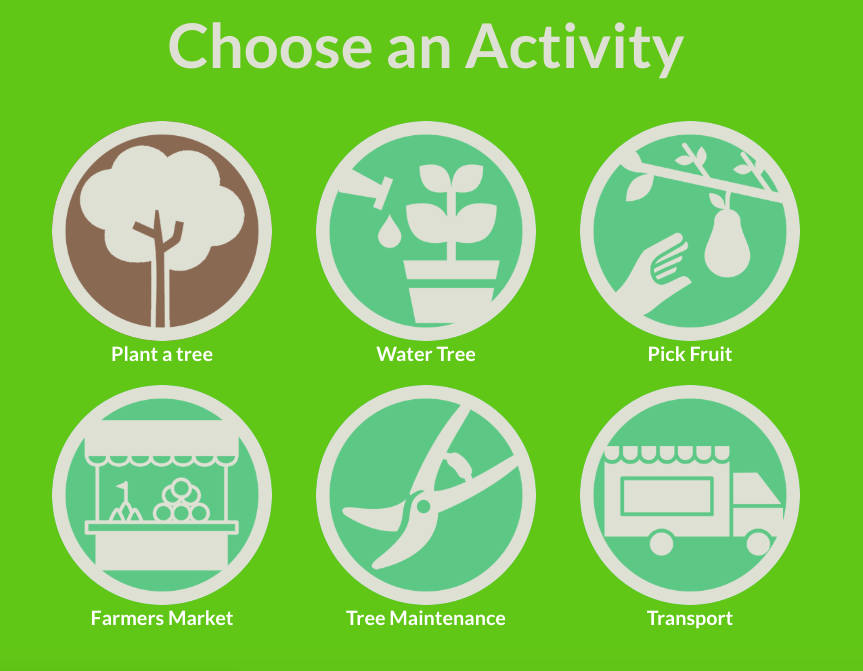 Choose an Activity
Plant a tree
Water Tree
Pick Fruit
Farmers Market
Tree Maintenance
Transport